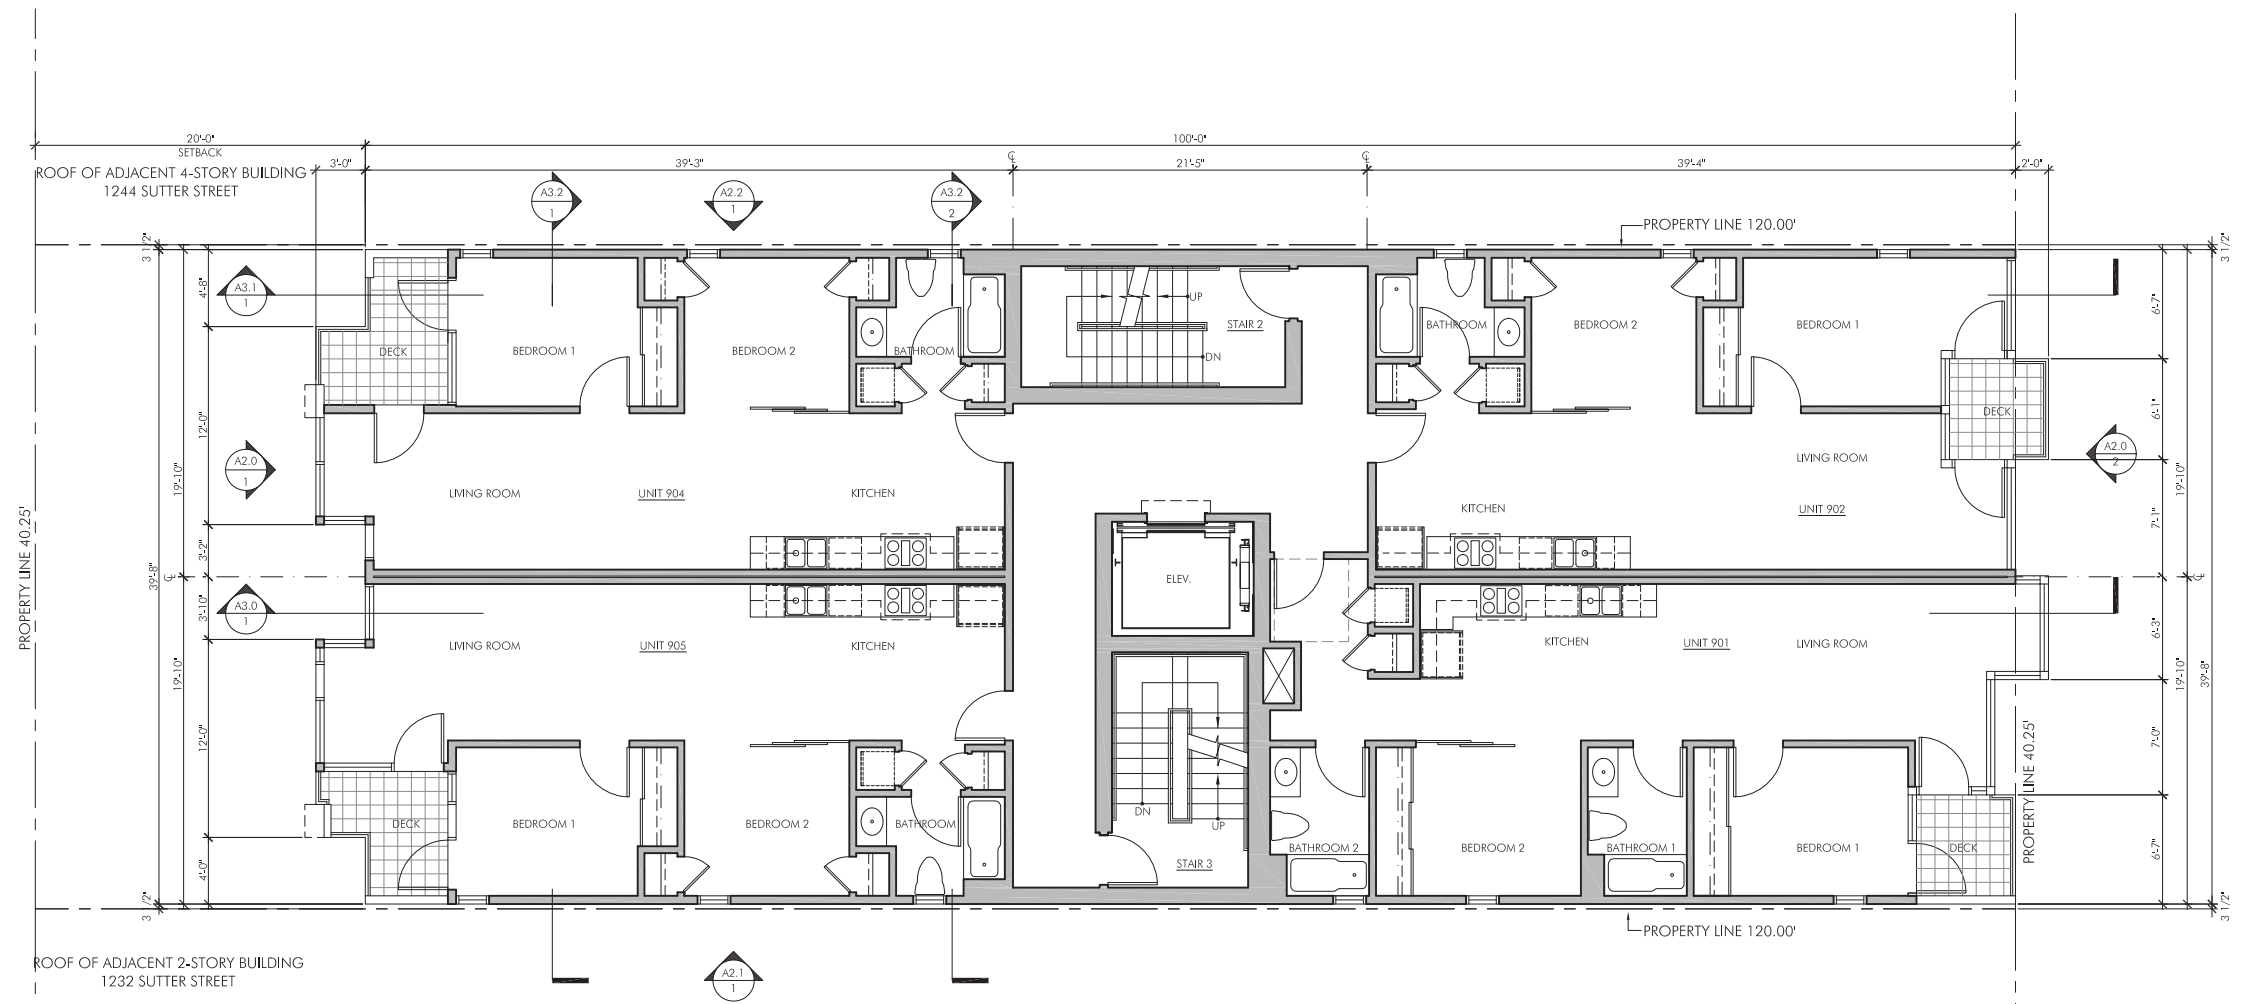 20'-0"
SETBACK
100'-0"
ROOF OF ADJACENT 4-STORY BUILDING
1244 SUTTER STREET
3'-0"
39'-3"
℄
21'-5"
℄
39'-4"
2'-0"
A3.2
1
A2.2
1
A3.2
2
PROPERTY LINE 120.00'
3 1/2"
3 1/2"
4'-8"
A3.1
1
DECK
BEDROOM 1
BEDROOM 2
BATHROOM
UP
STAIR 2
DN
BATHROOM
BEDROOM 2
BEDROOM 1
6'-7"
DECK
6'-1"
12'-0"
A2.0
1
19'-10"
LIVING ROOM
UNIT 904
KITCHEN
KITCHEN
LIVING ROOM
UNIT 902
A2.0
2
19'-10"
7'-1"
PROPERTY LINE 40.25'
3'-2"
39'-8"
℄
ELEV.
℄
3'-10"
A3.0
1
19'-10"
LIVING ROOM
UNIT 905
KITCHEN
KITCHEN
UNIT 901
LIVING ROOM
6'-3"
19'-10"
39'-8"
12'-0"
7'-0"
PROPERTY LINE 40.25'
DECK
BEDROOM 1
BEDROOM 2
BATHROOM
DN
UP
STAIR 3
BATHROOM 2
BEDROOM 2
BATHROOM 1
BEDROOM 1
DECK
6'-7"
4'-0"
3 1/2"
3 1/2"
PROPERTY LINE 120.00'
ROOF OF ADJACENT 2-STORY BUILDING
1232 SUTTER STREET
A2.1
1